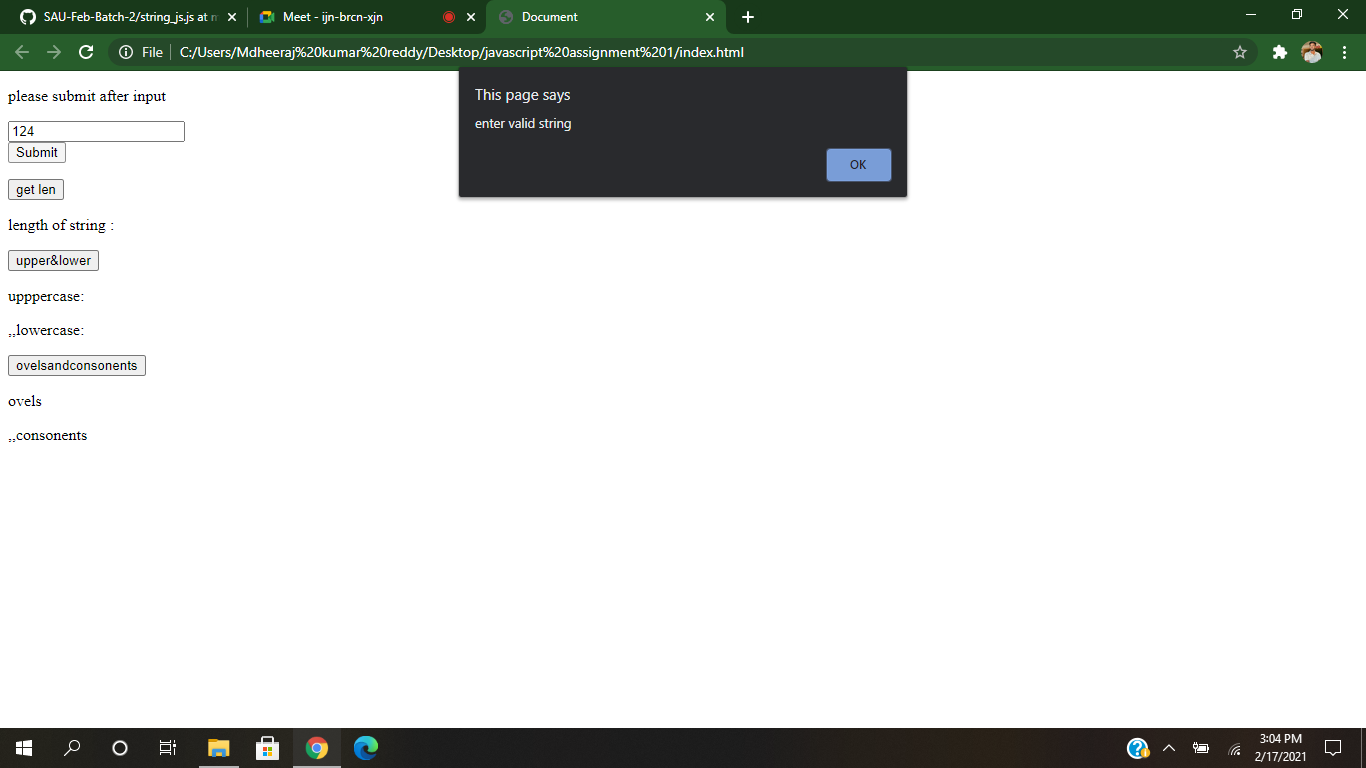 SAU-Feb-Batch-2/string_js.js at m
Meet - ijn-brcn-xjn
Document
File
C:/Users/Mdheeraj%20kumar%20reddy/Desktop/javascript%20assignment%201/index.html
This page says
enter valid string
OK
please submit after input
124
Submit
get len
length of string :
upper&lower
upppercase:
,,lowercase:
ovelsandconsonents
ovels
,,consonents
3:04 PM
2/17/2021